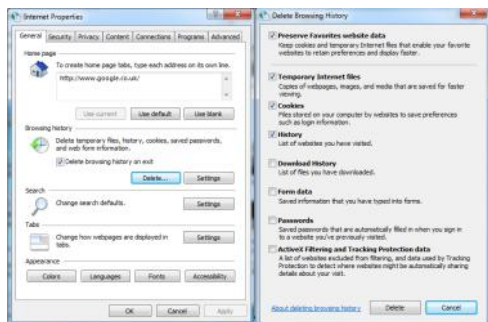 Internet Properties
General Security Privacy Content Connections Programs Advanced
Home page
To create home page tabs, type each address on its own line.
http://www.google.co.uk/
Use current Use default Use blank
Browsing history
Delete temporary files, history, cookies, saved passwords,
and web form information.
Delete browsing history on exit
Delete... Settings
Search
Change search defaults. Settings
Tabs
Change how webpages are displayed in
tabs.
Settings
Appearance
Colors Languages Fonts Accessibility
OK Cancel Apply
Delete Browsing History
Preserve Favorites website data
Keep cookies and temporary Internet files that enable your favorite
websites to retain preferences and display faster.
Temporary Internet files
Copies of webpages, images, and media that are saved for faster
viewing.
Cookies
Files stored on your computer by websites to save preferences
such as login information.
History
List of websites you have visited.
Download History
List of files you have downloaded.
Form data
Saved information that you have typed into forms.
Passwords
Saved passwords that are automatically filled in when you sign in
to a website you've previously visited.
ActiveX Filtering and Tracking Protection data
A list of websites excluded from filtering, and data used by Tracking
Protection to detect where websites might be automatically sharing
details about your visit.
About deleting browsing history Delete Cancel